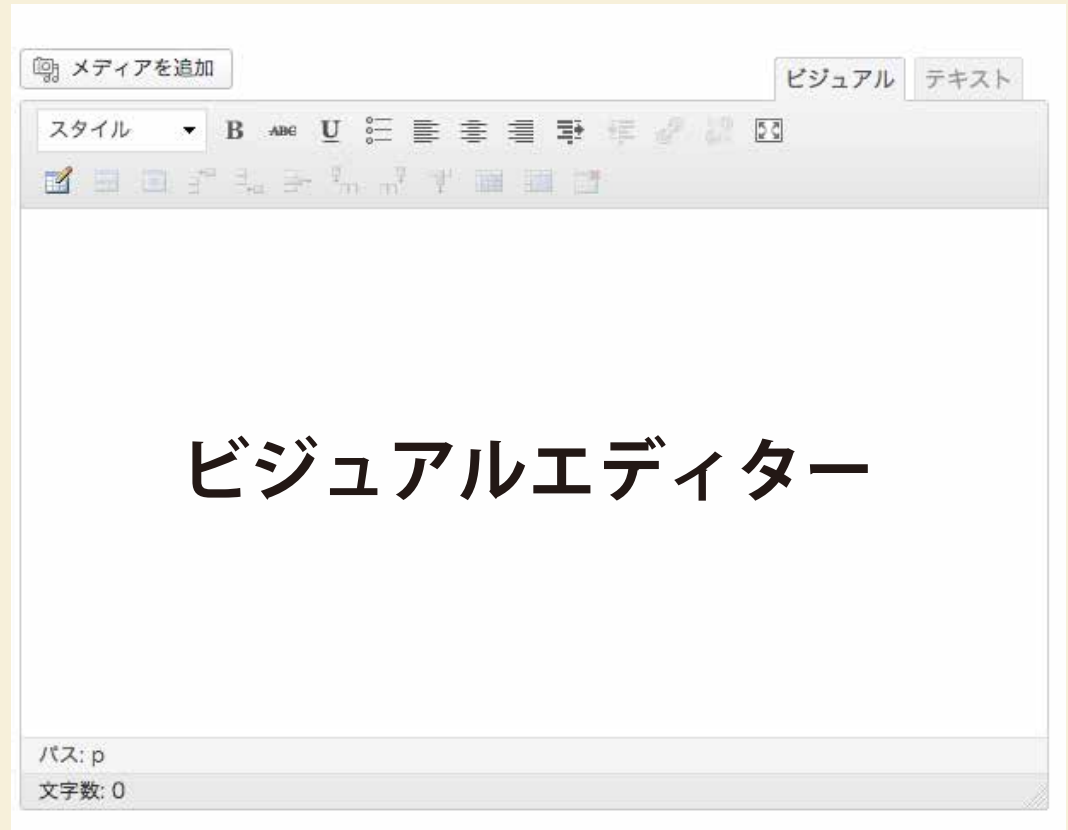 メディアを追加
ビジュアル テキスト
スタイル B ABC U
ビジュアルエディター
パス: p
文字数: 0